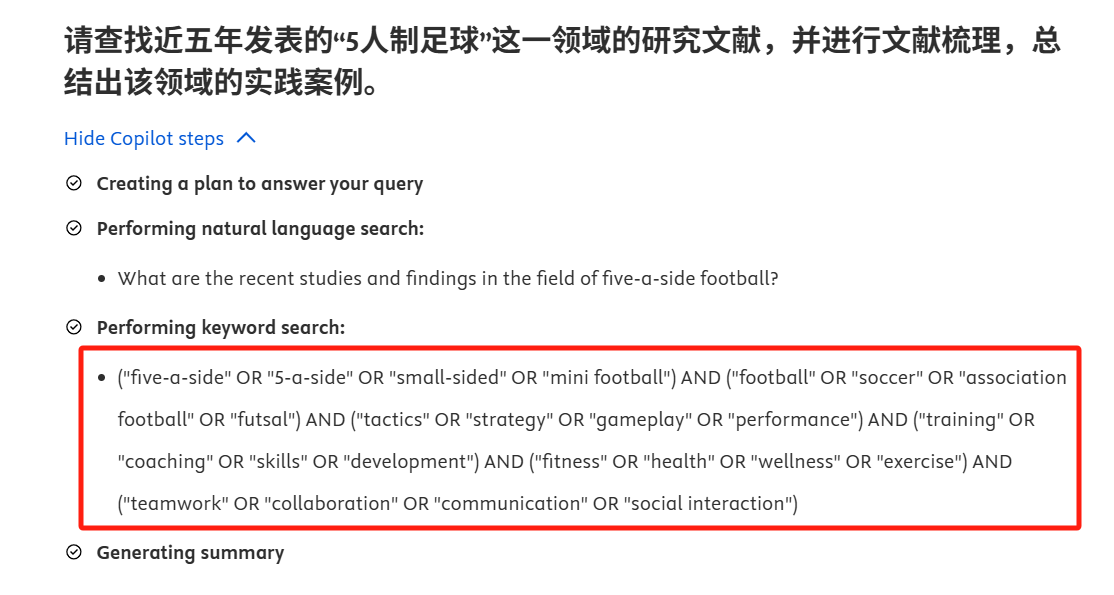 请查找近五年发表的“5人制足球”这一领域的研究文献，并进行文献梳理，总
结出该领域的实践案例。
Hide Copilot steps
Creating a plan to answer your query
Performing natural language search:
• What are the recent studies and findings in the field of five-a-side football?
Performing keyword search:
• ("five-a-side" OR "5-a-side" OR "small-sided" OR "mini football") AND ("football" OR "soccer" OR "association
football" OR "futsal") AND ("tactics" OR "strategy" OR "gameplay" OR "performance") AND ("training" OR
"coaching" OR "skills" OR "development") AND ("fitness" OR "health" OR "wellness" OR "exercise") AND
("teamwork" OR "collaboration" OR "communication" OR "social interaction")
Generating summary